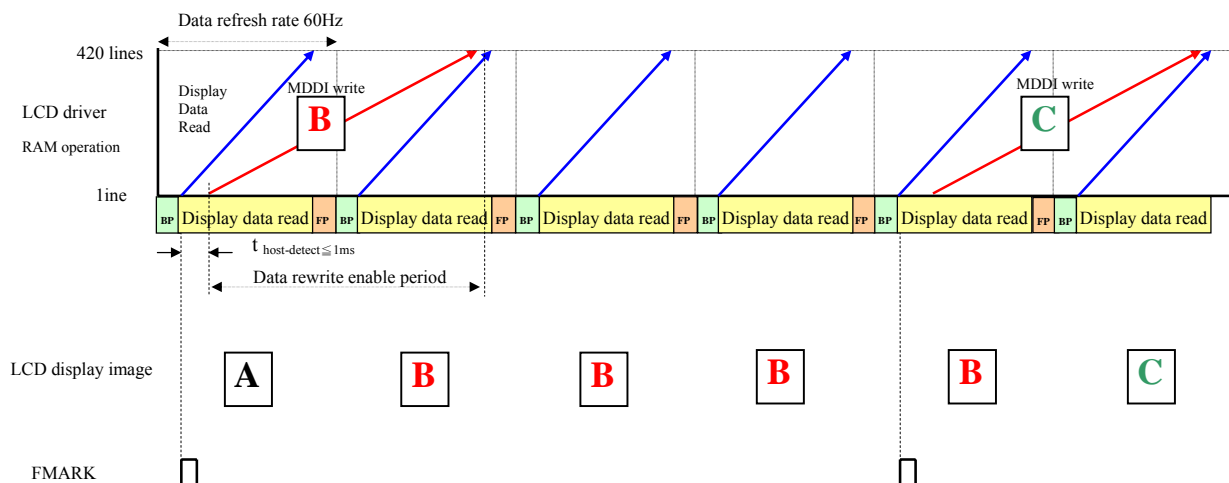 Data refresh rate 60Hz
420 lines
Display
Data
Read
MDDI write
B
MDDI write
C
LCD driver
RAM operation
1line
BP Display data read FP BP Display data read FP BP Display data read FP BP Display data read FP BP Display data read FP BP Display data read
t host-detect≦1ms
Data rewrite enable period
LCD display image
A B B B B C
FMARK